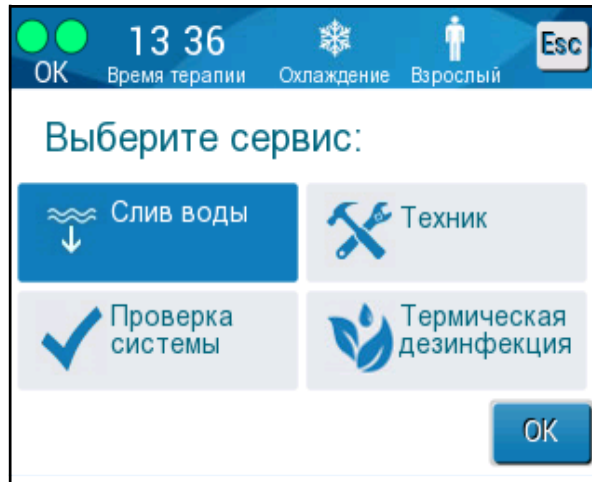 13 36
Esc
OK
Время терапии
Охлаждение
Взрослый
Выберите сервис:
Слив воды
Техник
Проверка
системы
Термическая
дезинфекция
OK